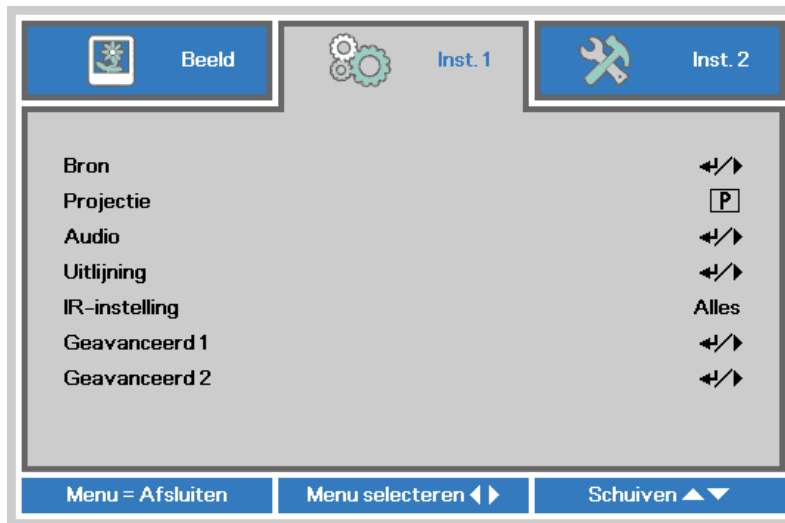 Beeld
Inst. 1
Inst. 2
Bron
Projectie P
Audio
Uitlijning
IR-instelling Alles
Geavanceerd 1
Geavanceerd 2
Menu = Afsluiten
Menu selecteren
Schuiven